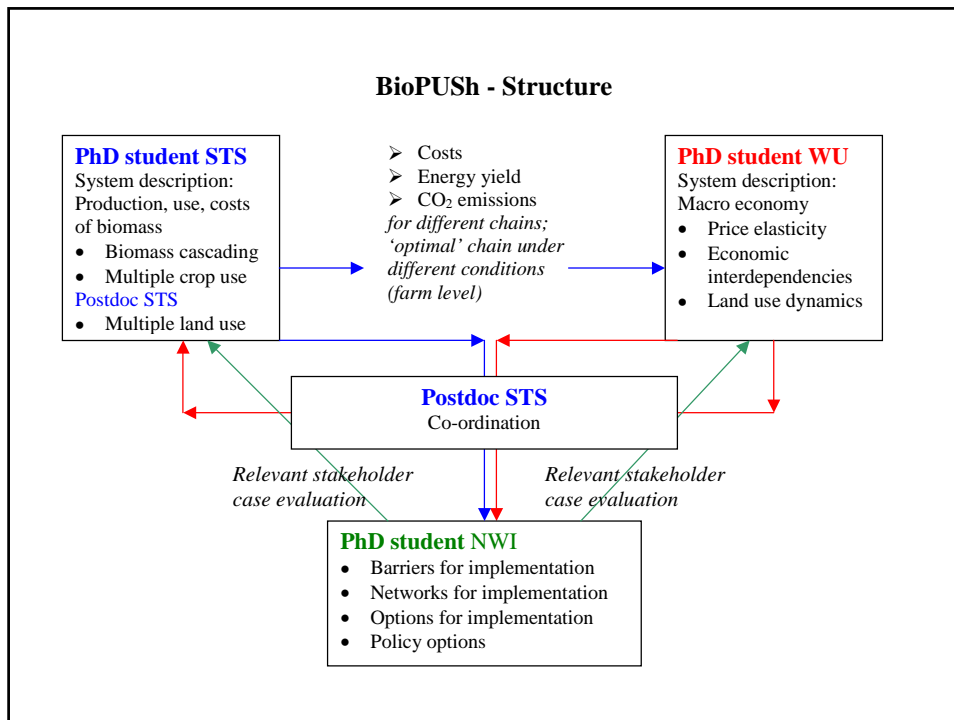 BioPUSh - Structure
PhD student STS
System description:
Production, use, costs
of biomass
• Biomass cascading
• Multiple crop use
Postdoc STS
• Multiple land use
➢ Costs
➢ Energy yield
➢ CO₂ emissions
for different chains;
‘optimal’ chain under
different conditions
(farm level)
PhD student WU
System description:
Macro economy
• Price elasticity
• Economic
interdependencies
• Land use dynamics
Postdoc STS
Co-ordination
Relevant stakeholder
case evaluation
Relevant stakeholder
case evaluation
PhD student NWI
• Barriers for implementation
• Networks for implementation
• Options for implementation
• Policy options